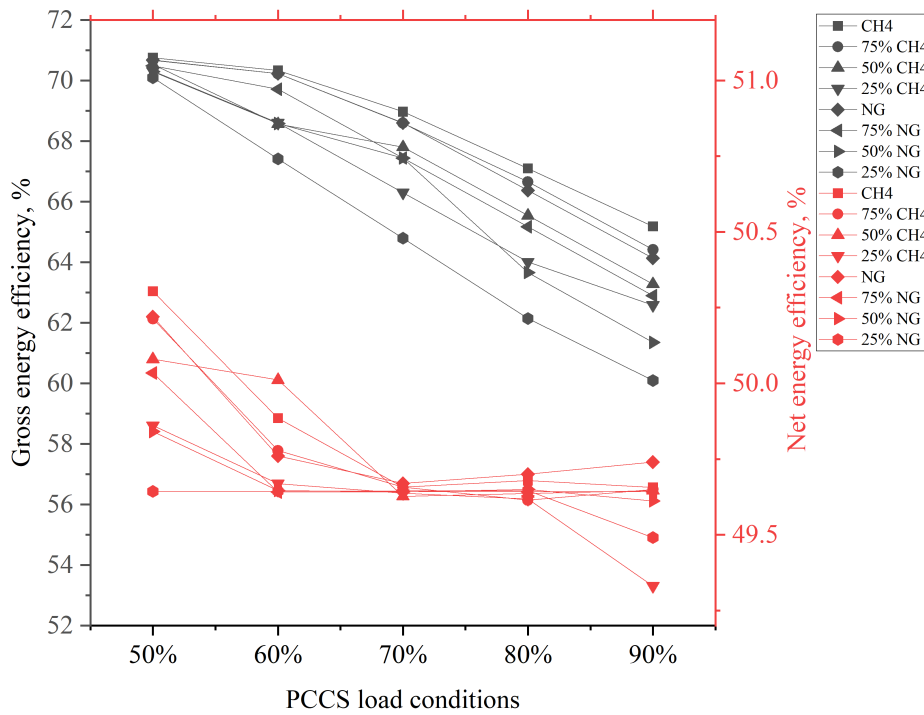 72
70
68
66
64
62
60
58
56
54
52
Gross energy efficiency, %
50%
60%
70%
80%
90%
PCCS load conditions
51.0
50.5
50.0
49.5
Net energy efficiency, %
CH4
75% CH4
50% CH4
25% CH4
NG
75% NG
50% NG
25% NG
CH4
75% CH4
50% CH4
25% CH4
NG
75% NG
50% NG
25% NG